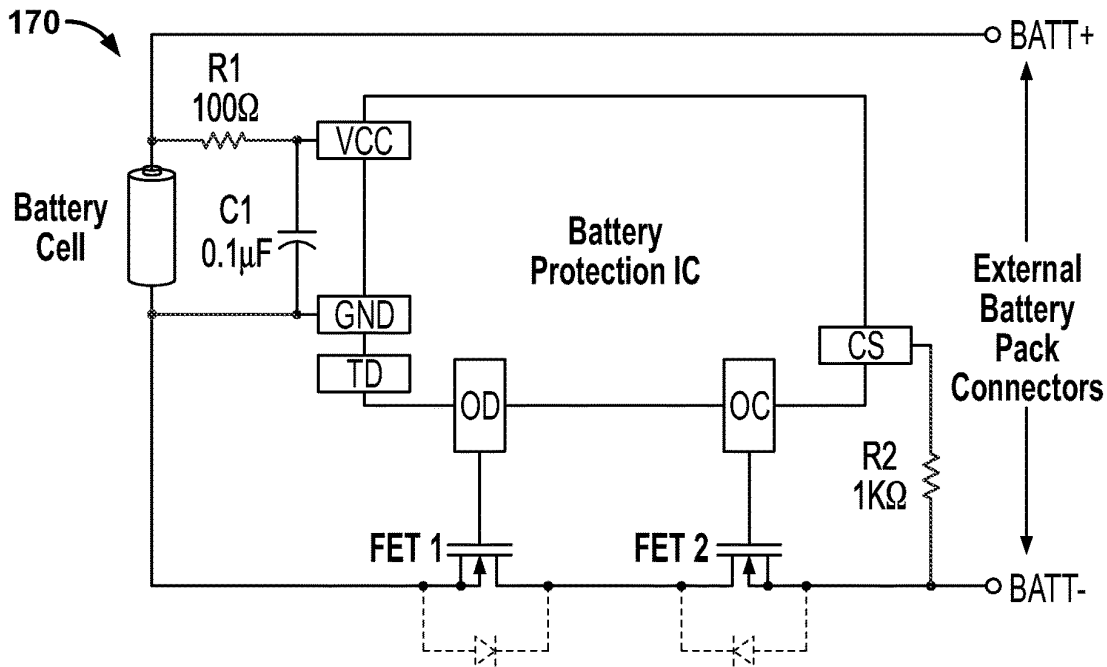 170
BATT+
R1
100Ω
VCC
Battery
Cell
C1
0.1μF
Battery
Protection IC
GND
TD
OD
OC
CS
External
Battery
Pack
Connectors
R2
1KΩ
FET 1
FET 2
BATT-